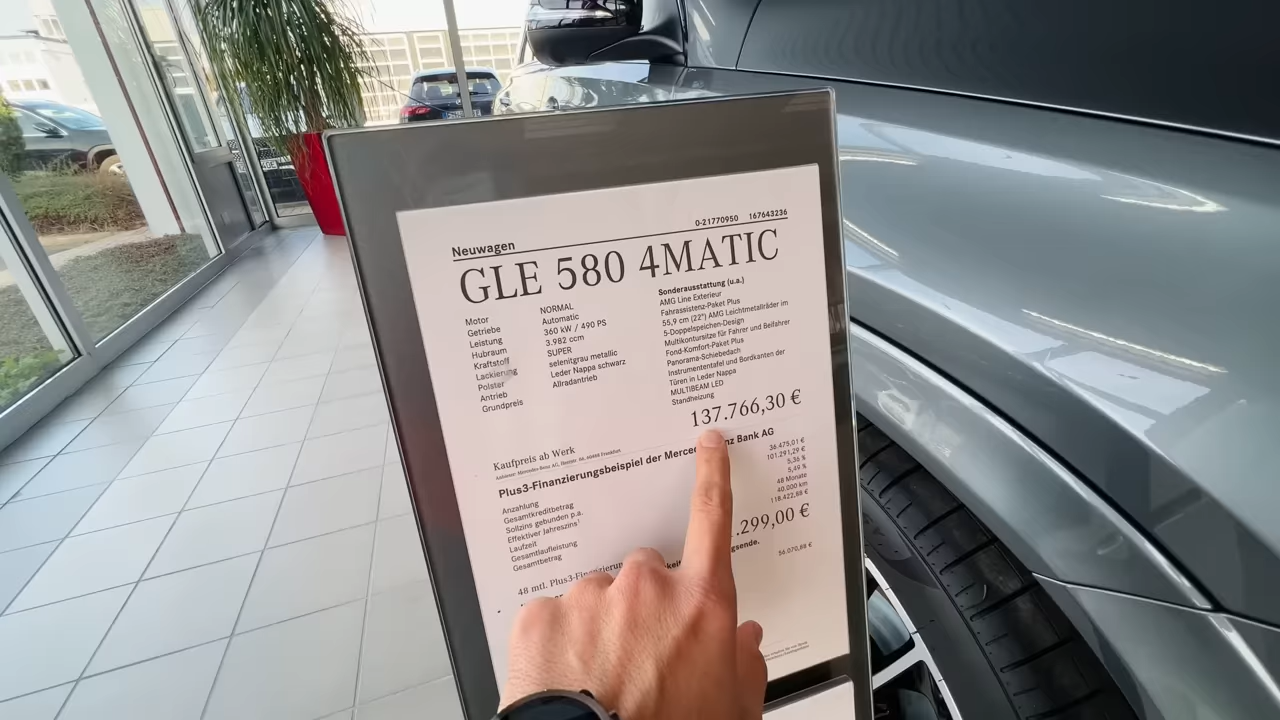 0-21770950 167643236
Neuwagen
GLE 580 4MATIC
Motor NORMAL
Getriebe Automatic
Leistung 360 kW / 490 PS
Hubraum 3.982 ccm
Kraftstoff SUPER
Lackierung selenitgrau metallic
Polster Leder Nappa schwarz
Antrieb Allradantrieb
Grundpreis
Sonderausstattung (u.a.)
AMG Line Exterieur
Fahrassistenz-Paket Plus
55,9 cm (22") AMG Leichtmetallräder im
5-Doppelspeichen-Design
Multikontursitze für Fahrer und Beifahrer
Fond-Komfort-Paket Plus
Panorama-Schiebedach
Instrumententafel und Bordkanten der
Türen in Leder Nappa
MULTIBEAM LED
Standheizung
Kaufpreis ab Werk 137.766,30 €
Plus3-Finanzierungsbeispiel der Merce nz Bank AG
Anzahlung 36.475,01 €
Gesamtkreditbetrag 101.291,29 €
Sollzins gebunden p.a. 5,36 %
Effektiver Jahreszins¹ 5,49 %
Laufzeit 48 Monate
Gesamtlaufleistung 40.000 km
Gesamtbetrag 118.422,68 €
48 mtl. Plus3-Finanzierun .299,00 €
gsende.
56.070,68 €